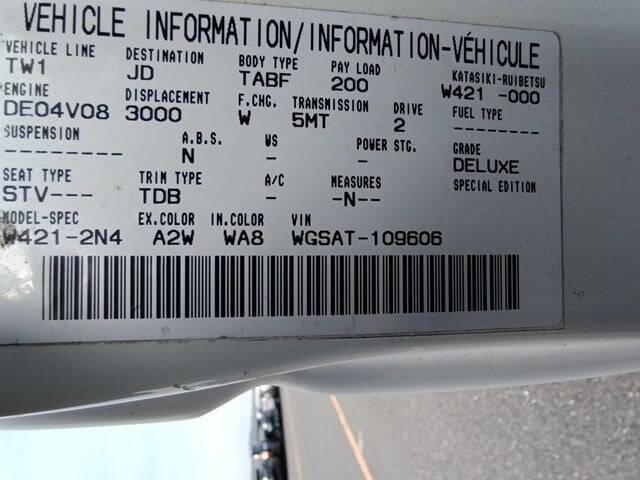 VEHICLE INFORMATION/INFORMATION-VÉHICULE
VEHICLE LINE DESTINATION BODY TYPE PAY LOAD KATASIKI-RUIBETSU
TW1 JD TABF 200 W421 -000
ENGINE DISPLACEMENT F.CHG. TRANSMISSION DRIVE FUEL TYPE
DE04V08 3000 W 5MT 2 --------
SUSPENSION A.B.S. WS POWER STG. GRADE
--------- N - - DELUXE
SEAT TYPE TRIM TYPE A/C MEASURES SPECIAL EDITION
STV--- TDB - -N--
MODEL-SPEC EX.COLOR IN.COLOR VIN
W421-2N4 A2W WA8 WGSAT-109606